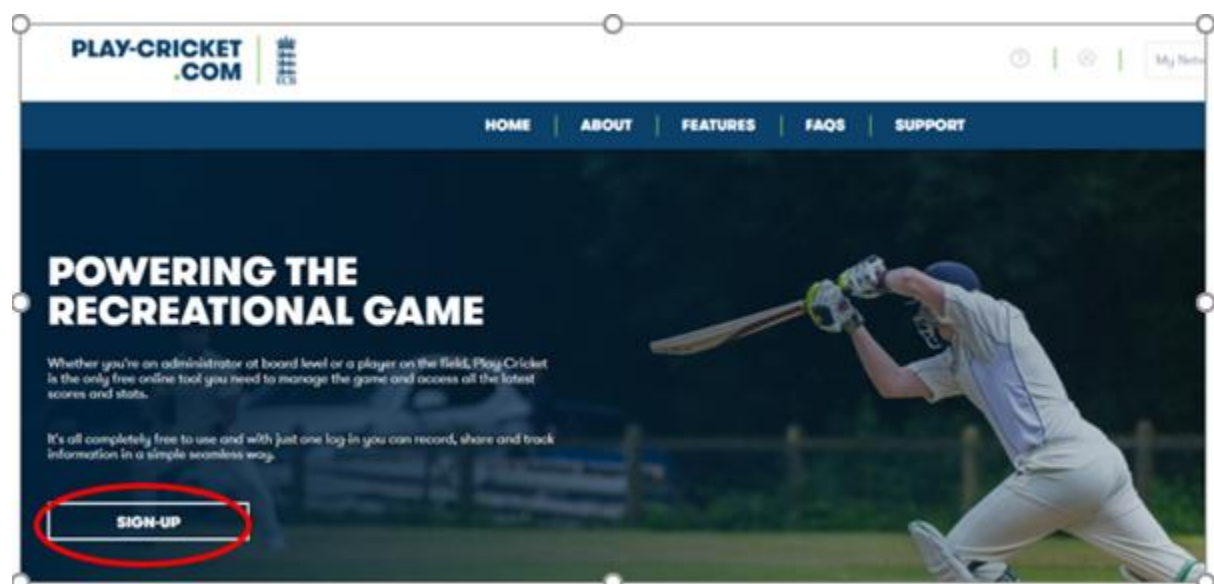 PLAY-CRICKET
.COM
ECB
My Netw
HOME
ABOUT
FEATURES
FAQS
SUPPORT
POWERING THE
RECREATIONAL GAME
Whether you're an administrator at board level or a player on the field, Play-Cricket
is the only free online tool you need to manage the game and access all the latest
scores and stats.
It's all completely free to use and with just one log-in you can record, share and track
information in a simple seamless way.
SIGN-UP